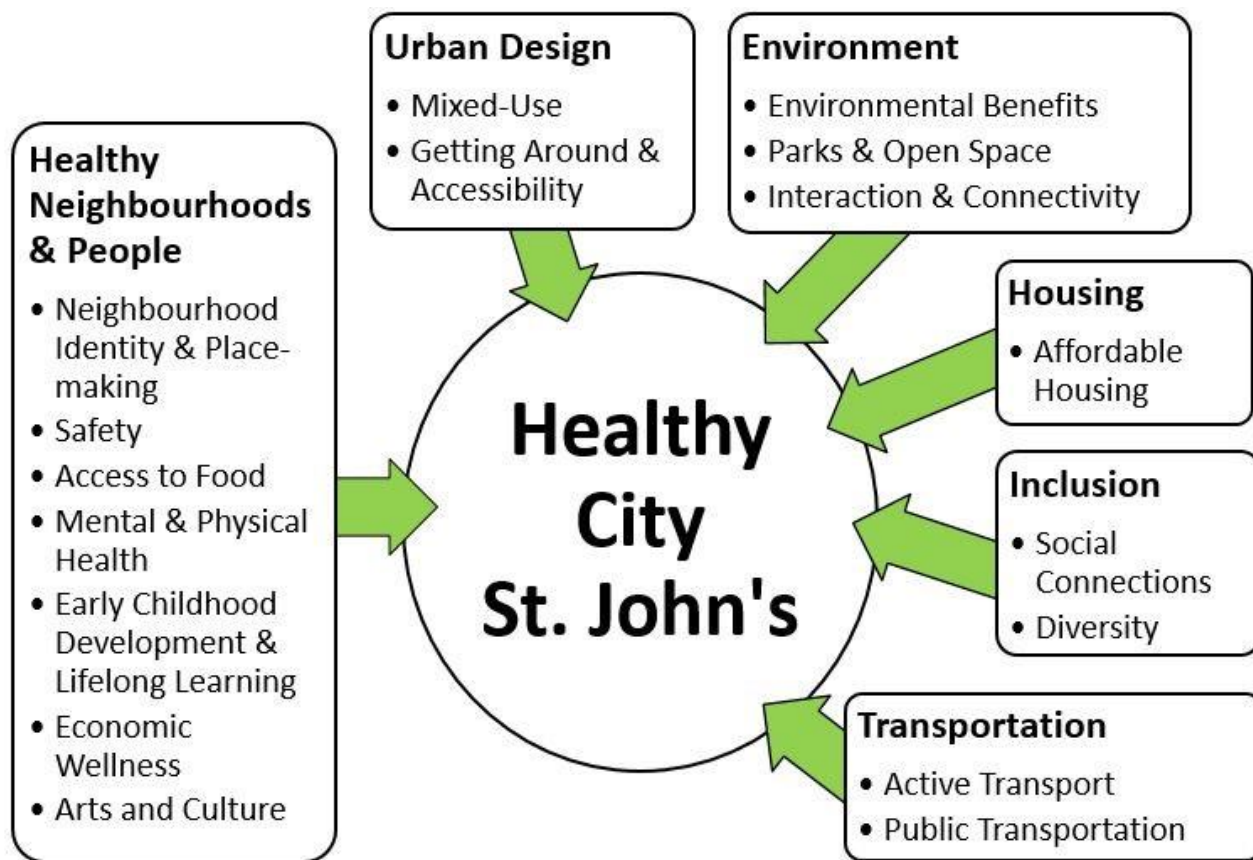 Healthy
Neighbourhoods
& People
• Neighbourhood
Identity & Place-
making
• Safety
• Access to Food
• Mental & Physical
Health
• Early Childhood
Development &
Lifelong Learning
• Economic
Wellness
• Arts and Culture
Urban Design
• Mixed-Use
• Getting Around &
Accessibility
Environment
• Environmental Benefits
• Parks & Open Space
• Interaction & Connectivity
Housing
• Affordable
Housing
Inclusion
• Social
Connections
• Diversity
Transportation
• Active Transport
• Public Transportation
Healthy
City
St. John's